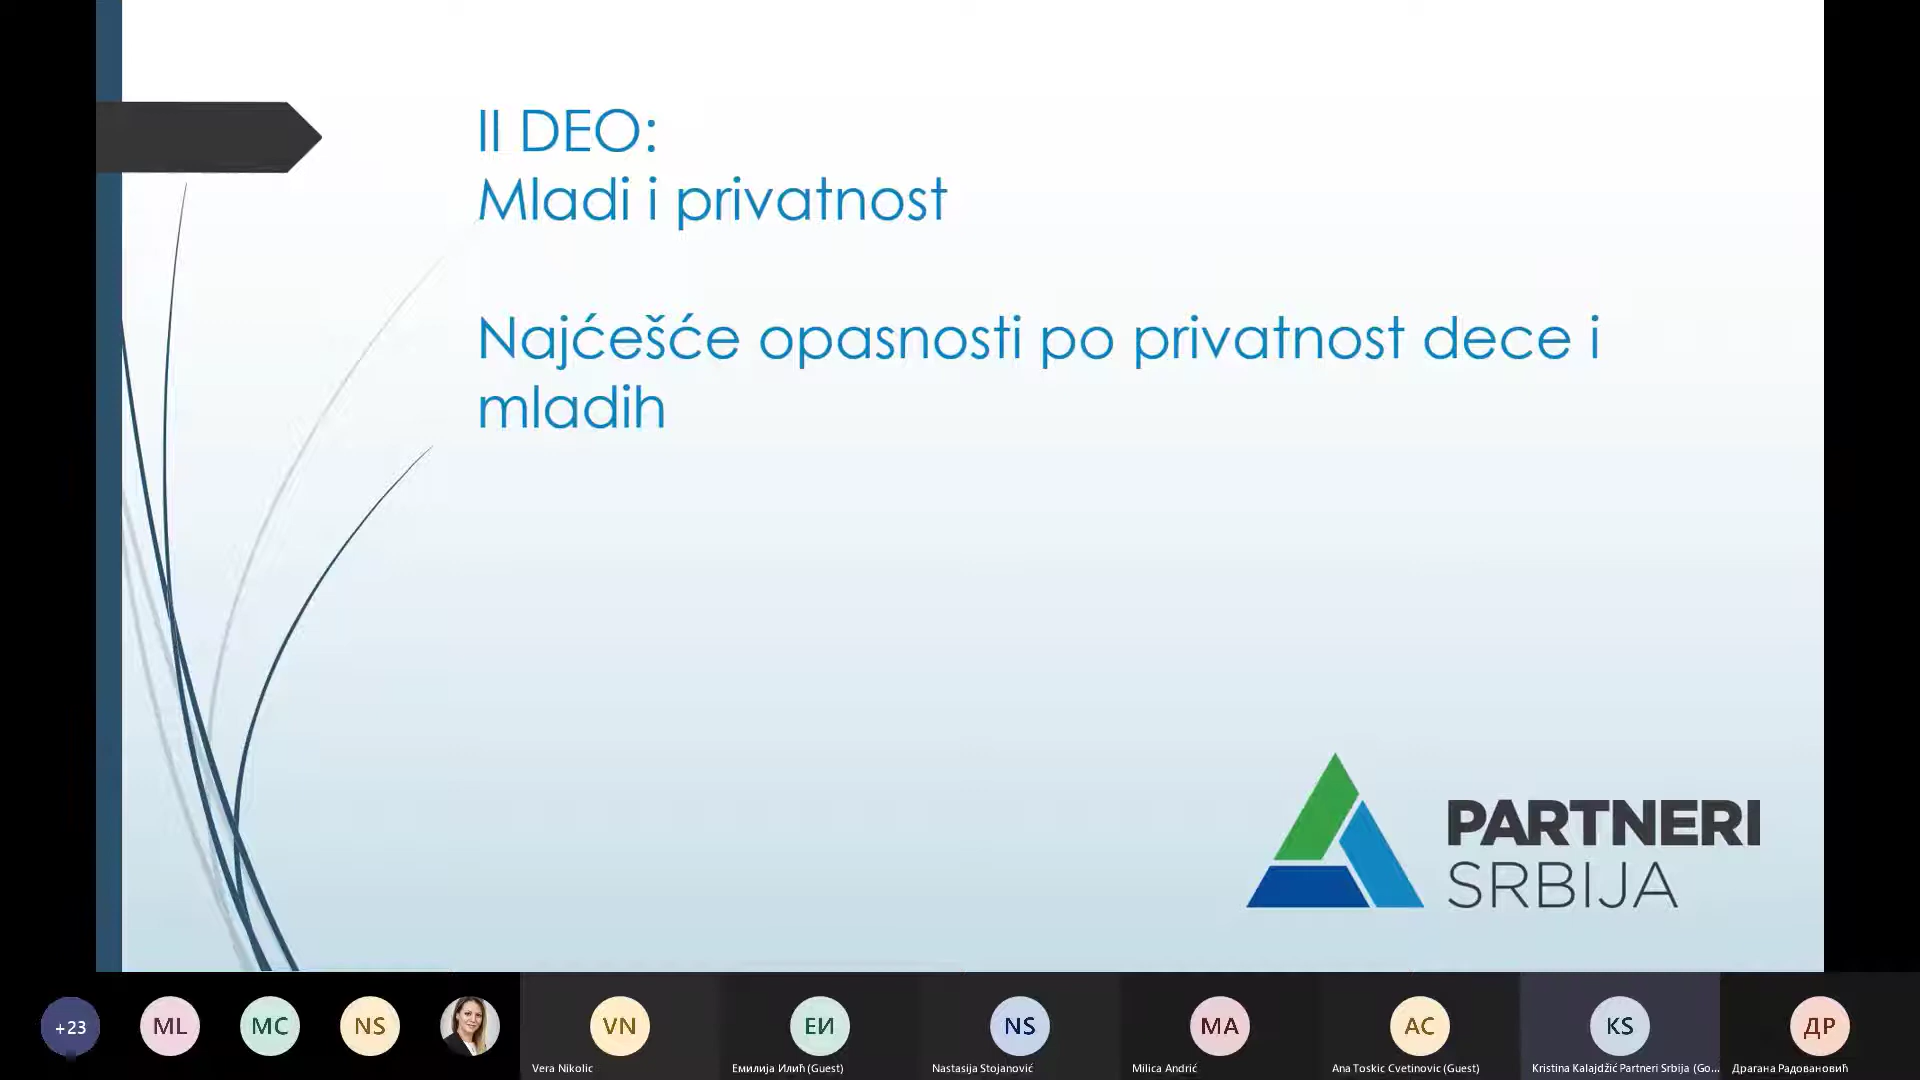 II DEO:
Mladi i privatnost
Najćešće opasnosti po privatnost dece i
mladih
PARTNERI
SRBIJA
+23
ML
MC
NS
VN
ЕИ
NS
MA
AC
KS
ДР
Vera Nikolic
Емилија Илић (Guest)
Nastasija Stojanović
Milica Andrić
Ana Toskic Cvetinovic (Guest)
Kristina Kalajdžić Partneri Srbija (Go...
Драгана Радовановић